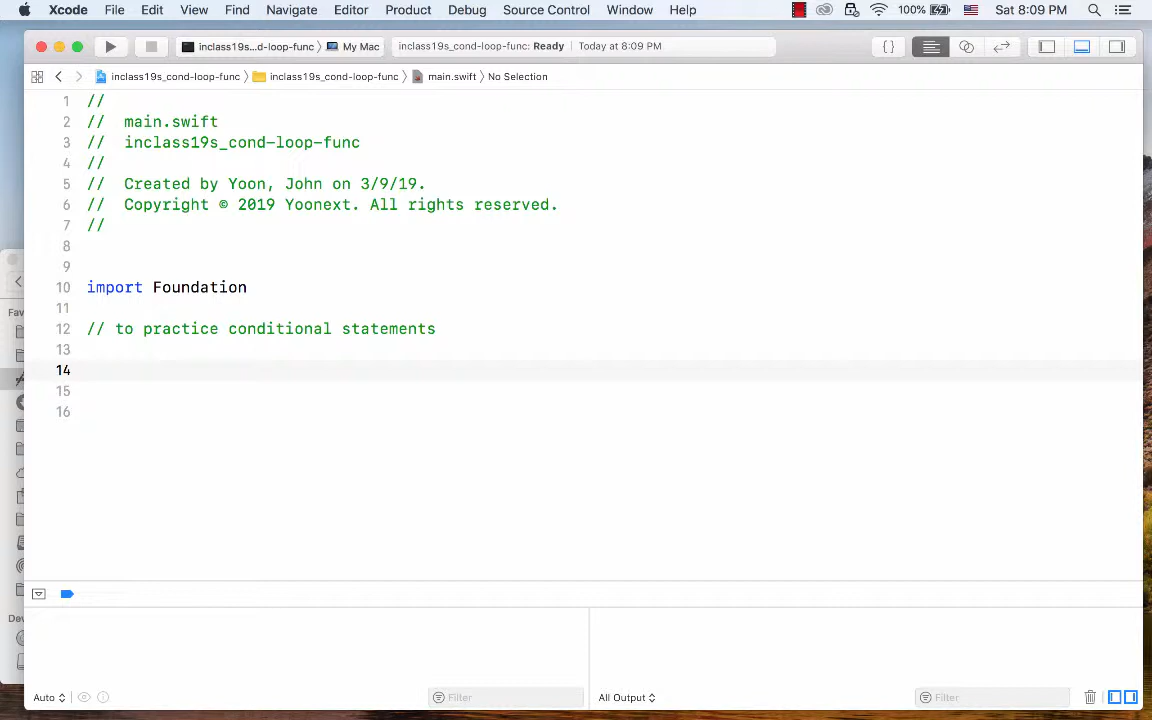 Xcode File Edit View Find Navigate Editor Product Debug Source Control Window Help 100% Sat 8:09 PM
inclass19s...d-loop-func My Mac inclass19s_cond-loop-func: Ready Today at 8:09 PM { }
inclass19s_cond-loop-func inclass19s_cond-loop-func main.swift No Selection
1 //
2 // main.swift
3 // inclass19s_cond-loop-func
4 //
5 // Created by Yoon, John on 3/9/19.
6 // Copyright © 2019 Yoonext. All rights reserved.
7 //
8
9
10 import Foundation
11
12 // to practice conditional statements
13
14
15
16
Fav
Dev
Auto Filter All Output Filter